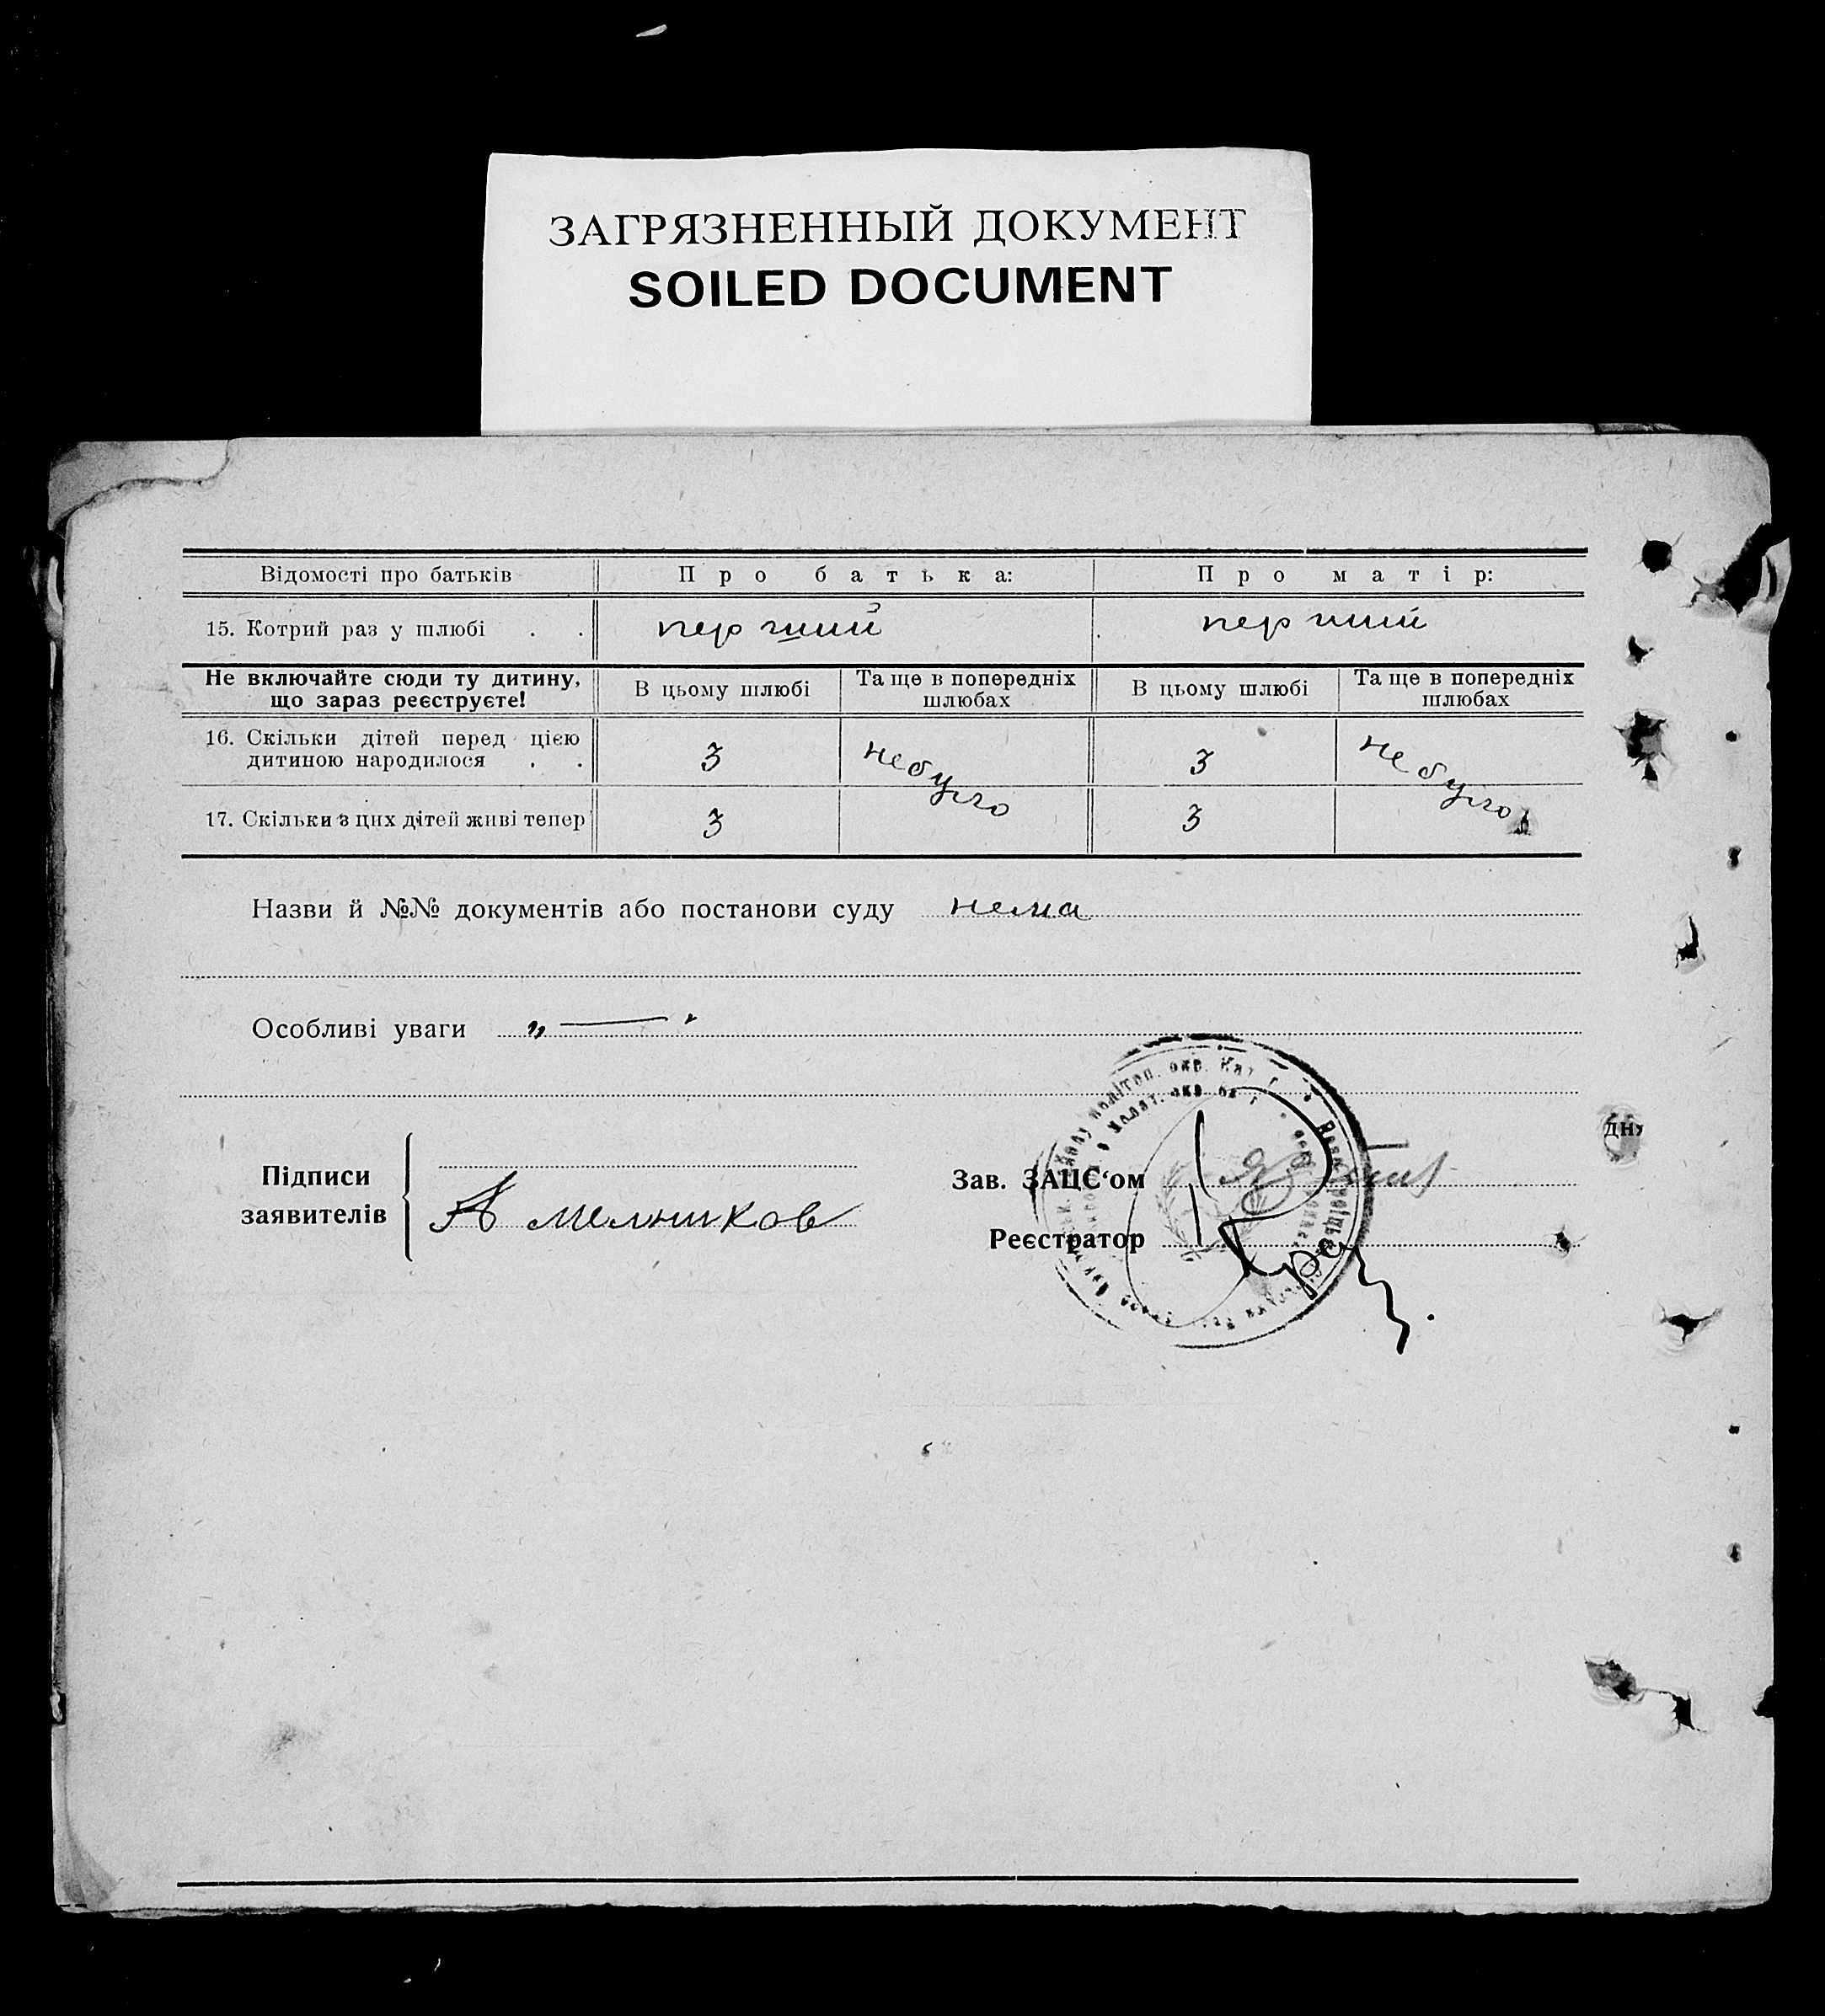 ЗАГРЯЗНЕННЫЙ ДОКУМЕНТ
SOILED DOCUMENT
Відомості про батьків Про батька: Про матір:
15. Котрий раз у шлюбі . . перший перший
Не включайте сюди ту дитину, що зараз реєструєте! В цьому шлюбі Та ще в попередніх шлюбах В цьому шлюбі Та ще в попередніх шлюбах
16. Скільки дітей перед цією дитиною народилося . . 3 не було 3 не було
17. Скільки з цих дітей живі тепер 3 3
Назви й №№ документів або постанови суду нема
Особливі уваги „ — "
Підписи заявителів
А Мельников
Зав. ЗАЦС‘ом
Реєстратор
дн